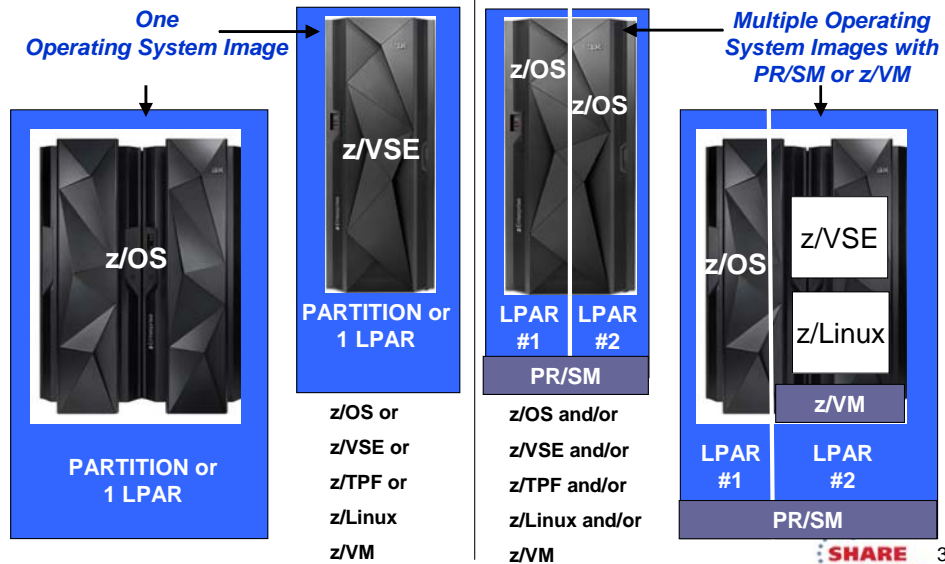 One
Operating System Image
z/OS
PARTITION or
1 LPAR
z/VSE
PARTITION or
1 LPAR
z/OS or
z/VSE or
z/TPF or
z/Linux
z/VM
Multiple Operating
System Images with
PR/SM or z/VM
z/OS
z/OS
LPAR
#1
LPAR
#2
PR/SM
z/OS and/or
z/VSE and/or
z/TPF and/or
z/Linux and/or
z/VM
z/OS
z/VSE
z/Linux
z/VM
LPAR
#1
LPAR
#2
PR/SM
SHARE
3